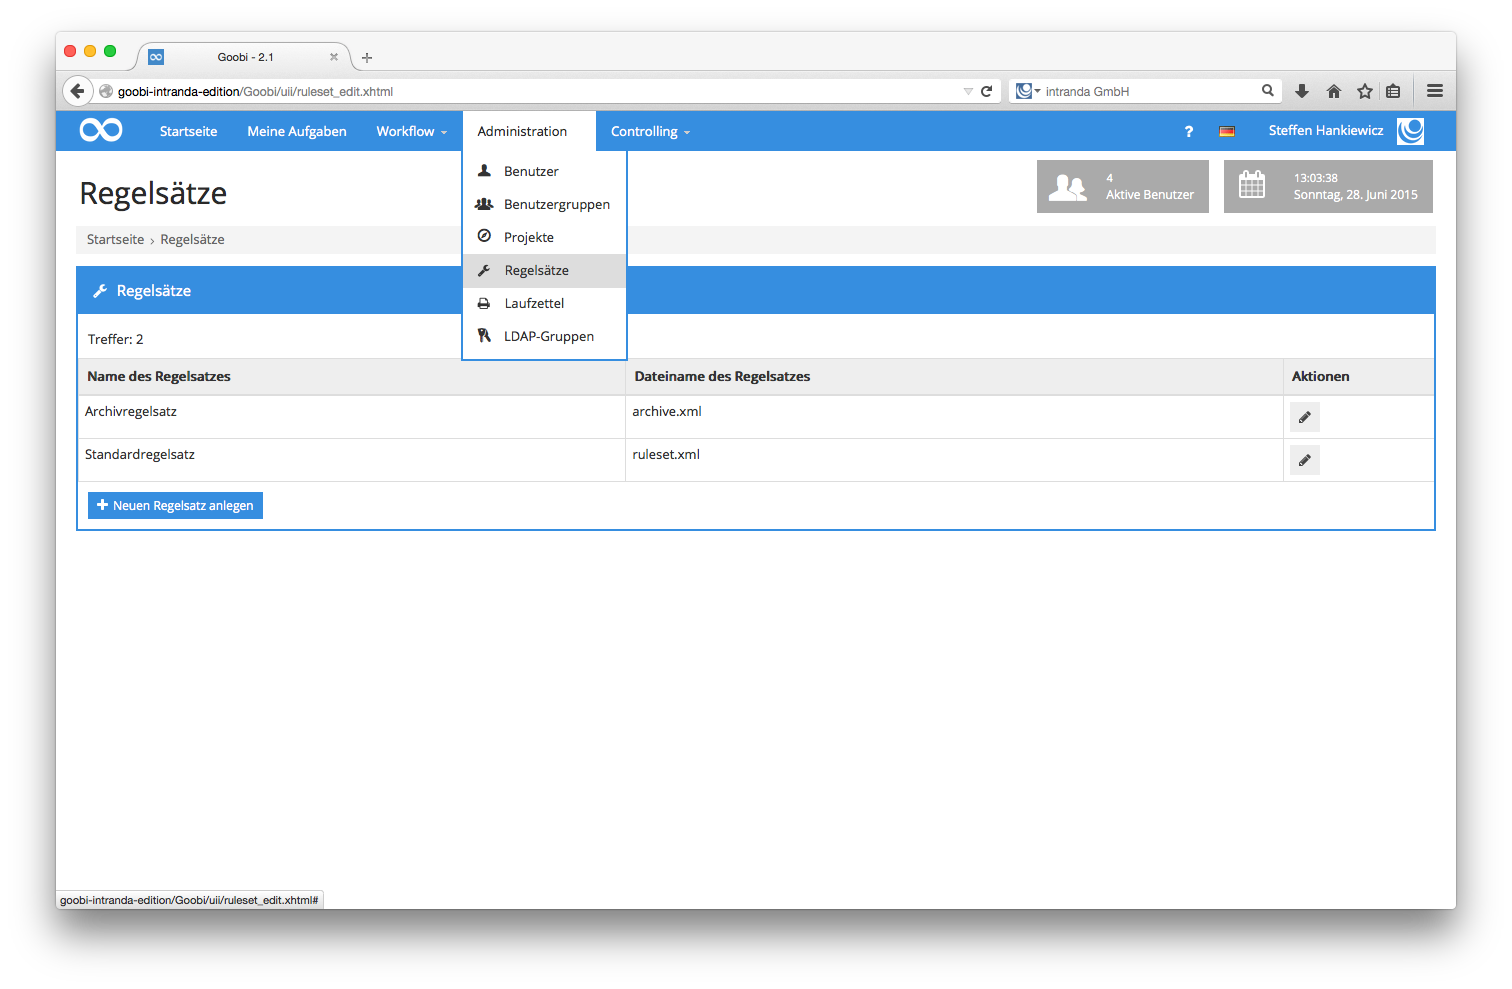 Goobi - 2.1
goobi-intranda-edition/Goobi/uii/ruleset_edit.xhtml
intranda GmbH
Startseite
Meine Aufgaben
Workflow
Administration
Controlling
?
Steffen Hankiewicz
Benutzer
Benutzergruppen
Projekte
Regelsätze
Laufzettel
LDAP-Gruppen
Regelsätze
4
Aktive Benutzer
13:03:38
Sonntag, 28. Juni 2015
Startseite › Regelsätze
Regelsätze
Treffer: 2
Name des Regelsatzes Dateiname des Regelsatzes Aktionen
Archivregelsatz archive.xml
Standardregelsatz ruleset.xml
Neuen Regelsatz anlegen
goobi-intranda-edition/Goobi/uii/ruleset_edit.xhtml#